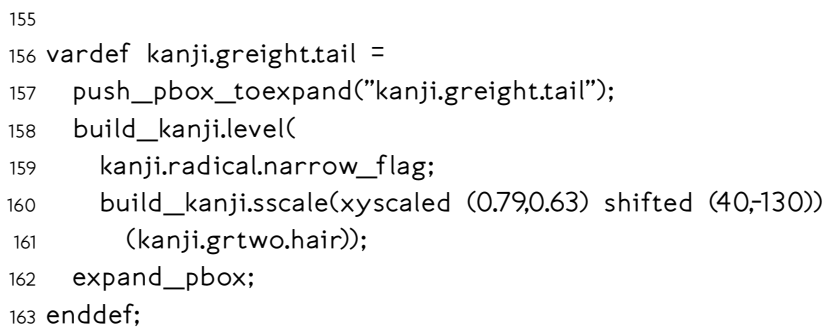 155
156 vardef kanji.greight.tail =
157 push_pbox_toexpand("kanji.greight.tail");
158 build_kanji.level(
159 kanji.radical.narrow_flag;
160 build_kanji.sscale(xyscaled (0.79,0.63) shifted (40,-130))
161 (kanji.grtwo.hair));
162 expand_pbox;
163 enddef;